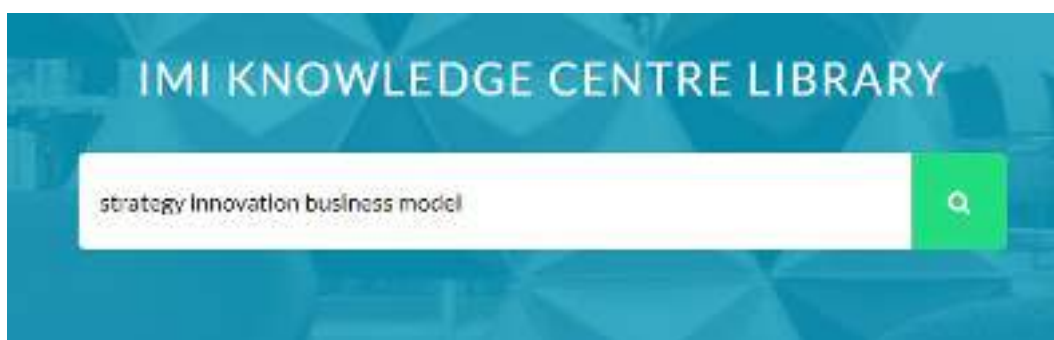 IMI KNOWLEDGE CENTRE LIBRARY
strategy innovation business model